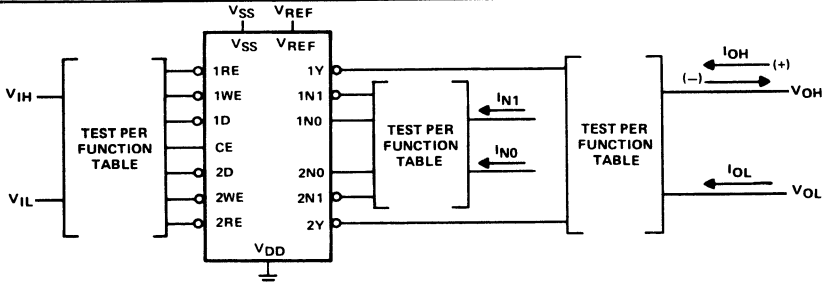 VSS VREF
VSS VREF
IOH
(+)
(−)
VOH
VIH
VIL
TEST PER
FUNCTION
TABLE
1RE
1WE
1D
CE
2D
2WE
2RE
1Y
1N1
1N0
2N0
2N1
2Y
VDD
IN1
TEST PER
FUNCTION
TABLE
IN0
TEST PER
FUNCTION
TABLE
IOL
VOL